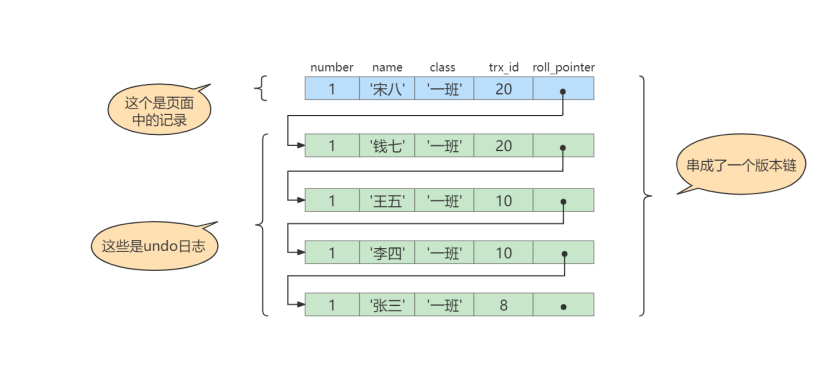 number name class trx_id roll_pointer
1 '宋八' '一班' 20
这个是页面
中的记录
1 '钱七' '一班' 20
串成了一个版本链
1 '王五' '一班' 10
这些是undo日志
1 '李四' '一班' 10
1 '张三' '一班' 8